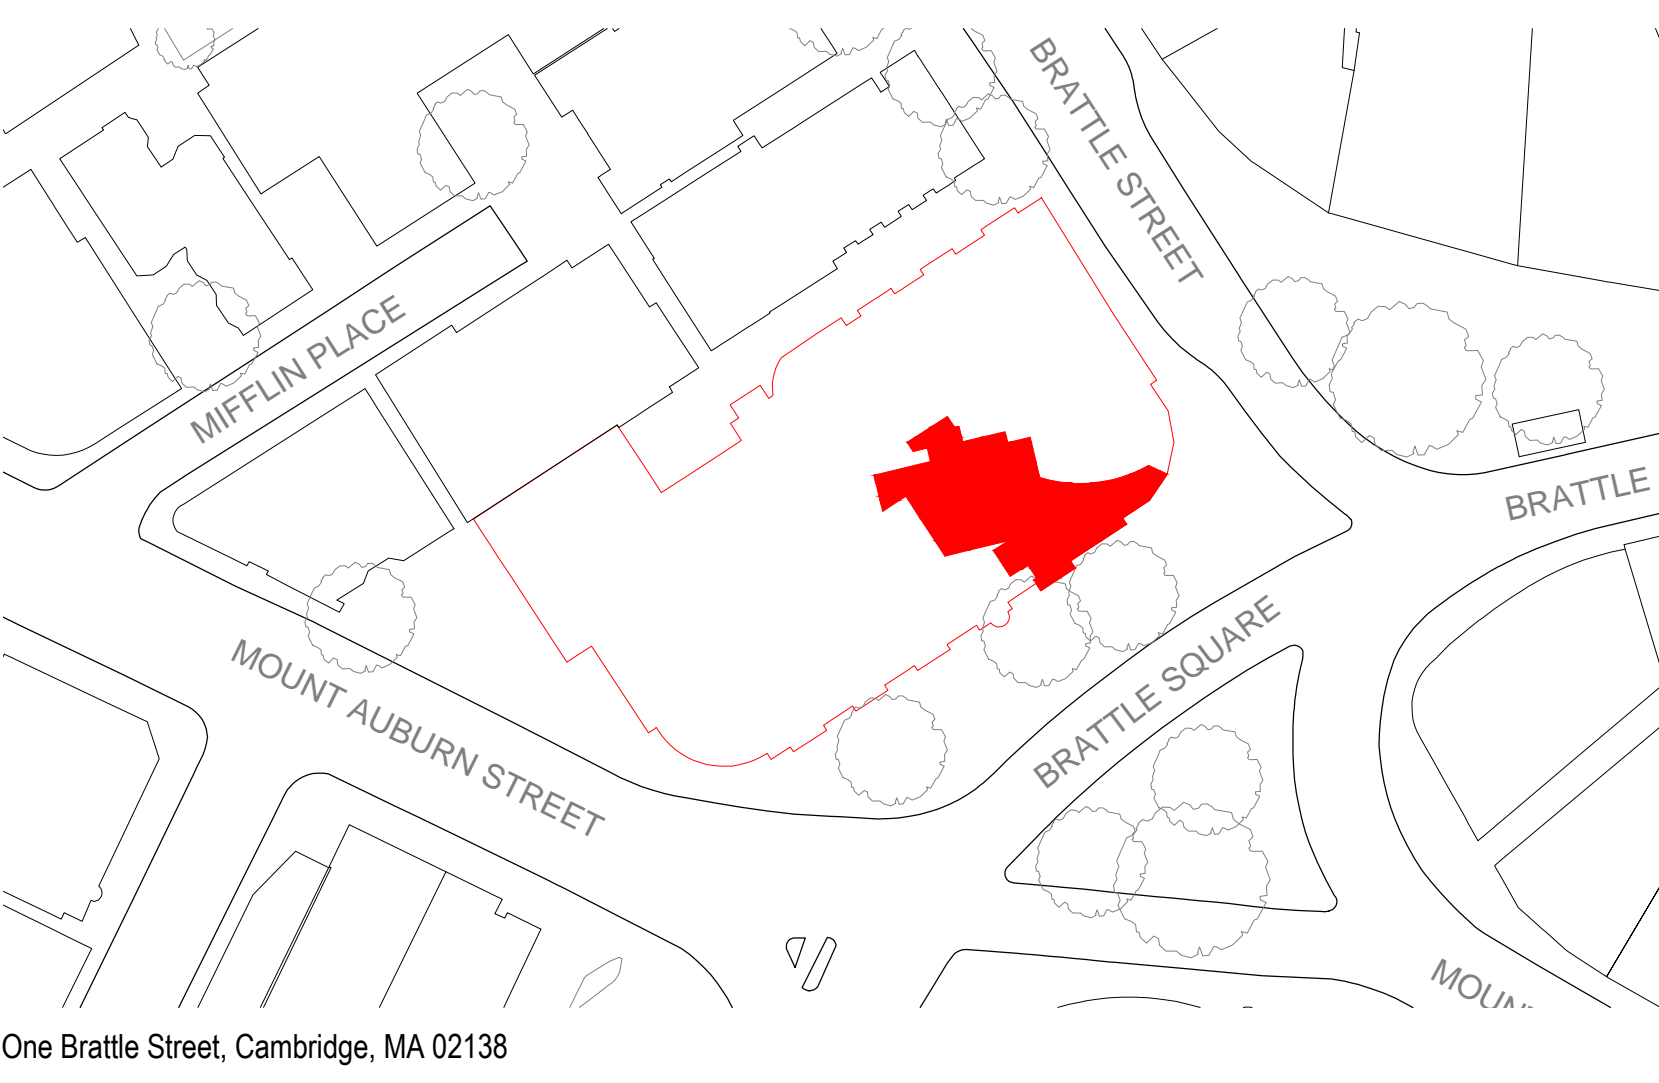 BRATTLE STREET
MIFFLIN PLACE
BRATTLE
MOUNT AUBURN STREET
BRATTLE SQUARE
One Brattle Street, Cambridge, MA 02138